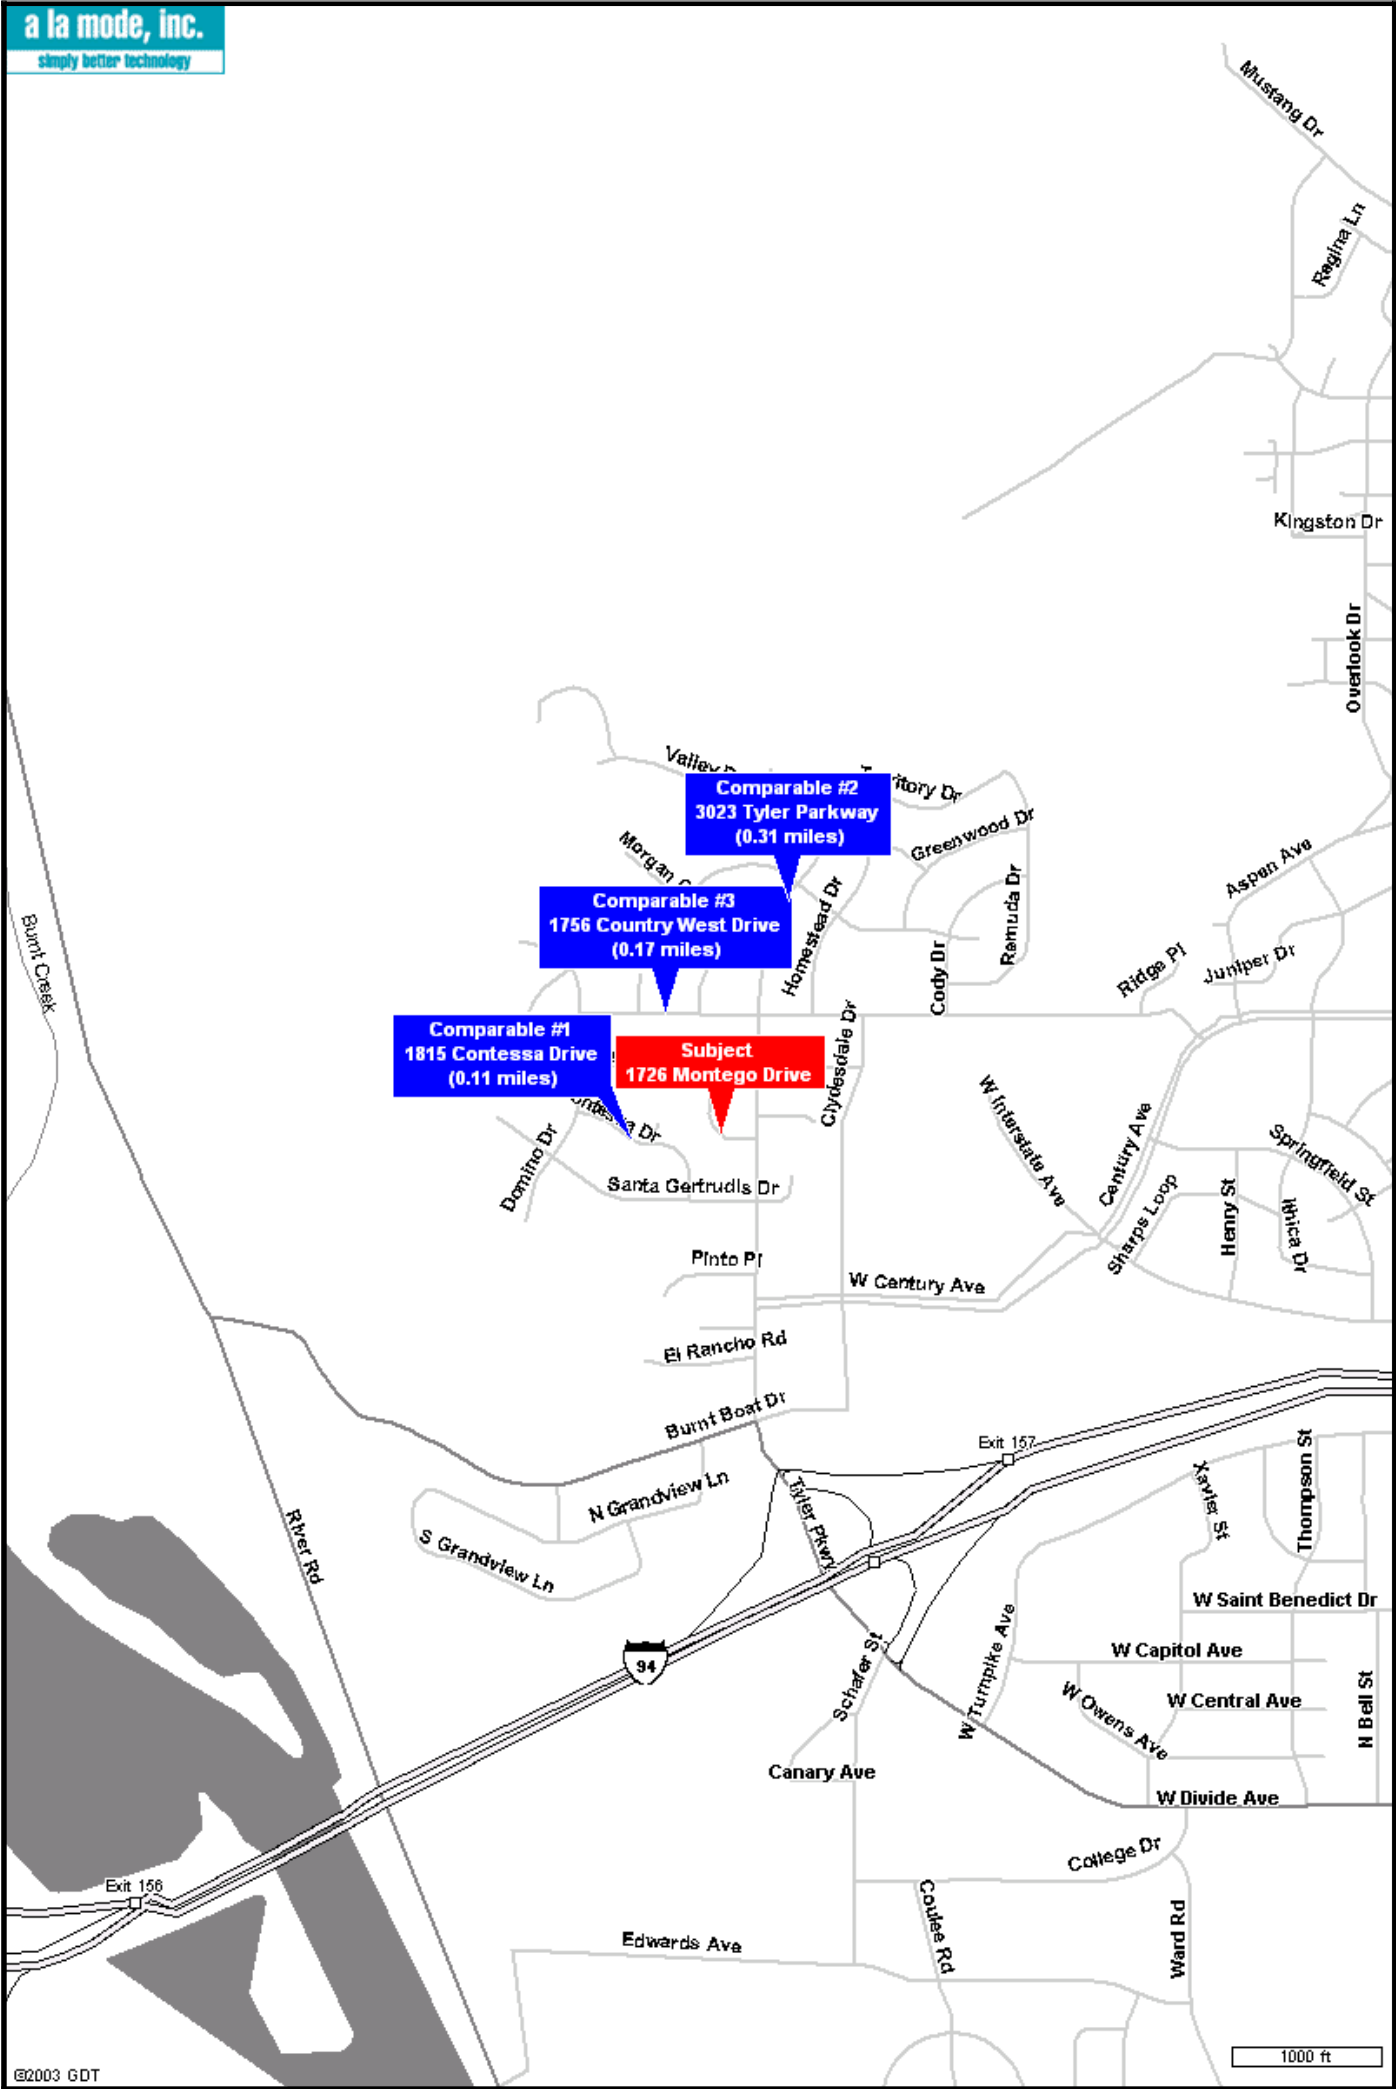 a la mode, inc.
simply better technology
Mustang Dr
Regina Ln
Kingston Dr
Overlook Dr
Valley
itory Dr
Comparable #2
3023 Tyler Parkway
(0.31 miles)
Greenwood Dr
Morgan
Aspen Ave
Remuda Dr
Comparable #3
1756 Country West Drive
(0.17 miles)
Homestead Dr
Burnt Creek
Cody Dr
Ridge Pl
Juniper Dr
Comparable #1
1815 Contessa Drive
(0.11 miles)
Subject
1726 Montego Drive
Clydesdale Dr
W Interstate Ave
Century Ave
Springfield St
Dr
Domino Dr
Santa Gertrudis Dr
Sharps Loop
Henry St
Ithica Dr
Pinto Pl
W Century Ave
El Rancho Rd
Burnt Boat Dr
Exit 157
N Grandview Ln
S Grandview Ln
Tyler Pkwy
Xavier St
Thompson St
River Rd
W Saint Benedict Dr
W Turnpike Ave
W Capitol Ave
94
Schafer St
W Owens Ave
W Central Ave
N Bell St
Canary Ave
W Divide Ave
College Dr
Exit 156
Coulee Rd
Ward Rd
Edwards Ave
1000 ft
©2003 GDT